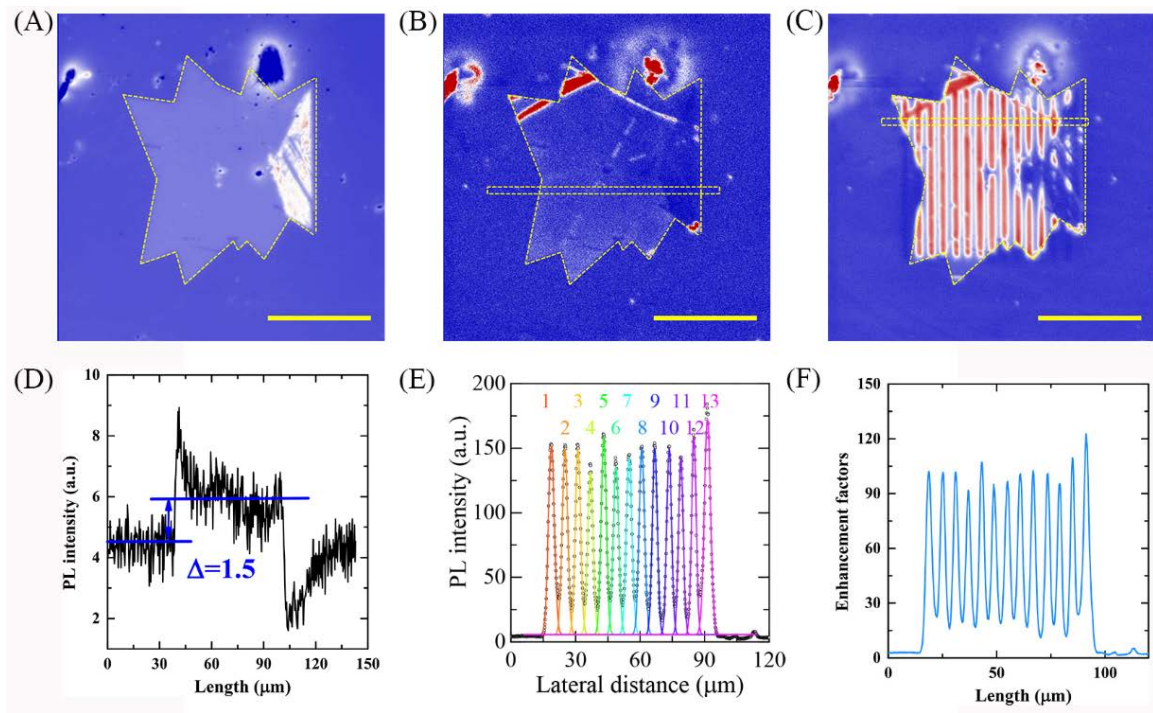 (A)
(B)
(C)
(D)
10
8
6
4
2
PL intensity (a.u.)
Δ=1.5
0 30 60 90 120 150
Length (μm)
(E)
200
150
100
50
0
PL intensity (a.u.)
1 3 5 7 9 11 13
2 4 6 8 10 12
0 30 60 90 120
Lateral distance (μm)
(F)
150
120
90
60
30
0
Enhancement factors
0 50 100
Length (μm)